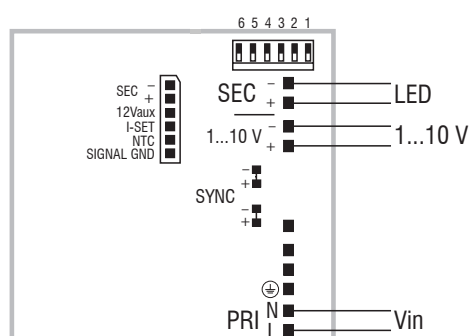 6 5 4 3 2 1
SEC -
+
12Vaux
I-SET
NTC
SIGNAL GND
SEC -
+
LED
1...10 V -
+
1...10 V
SYNC
-
+
-
+
PRI
N
L
Vin